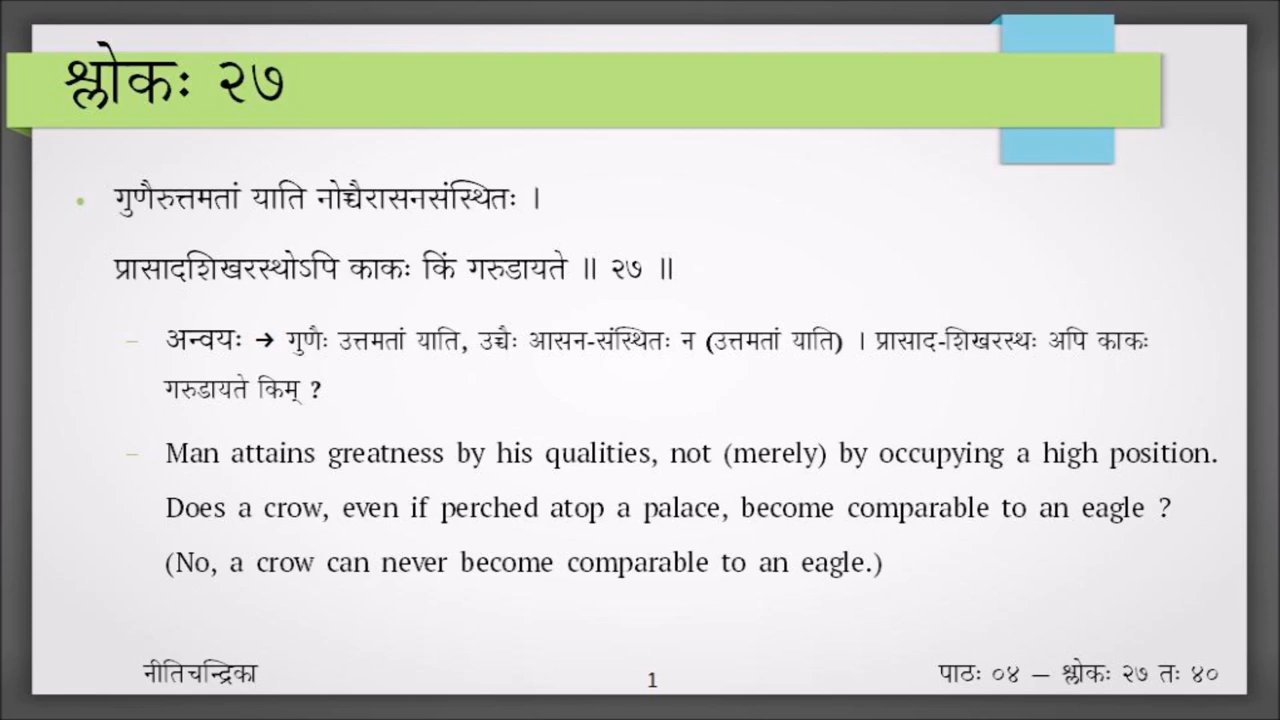 श्लोकः २७
गुणैरुत्तमतां याति नोच्चैरासनसंस्थितः ।
प्रासादशिखरस्थोऽपि काकः किं गरुडायते ॥ २७ ॥
– अन्वयः → गुणैः उत्तमतां याति, उच्चैः आसन-संस्थितः न (उत्तमतां याति) । प्रासाद-शिखरस्थः अपि काकः
गरुडायते किम् ?
– Man attains greatness by his qualities, not (merely) by occupying a high position.
Does a crow, even if perched atop a palace, become comparable to an eagle ?
(No, a crow can never become comparable to an eagle.)
नीतिचन्द्रिका
1
पाठः ०४ – श्लोकः २७ तः ४०